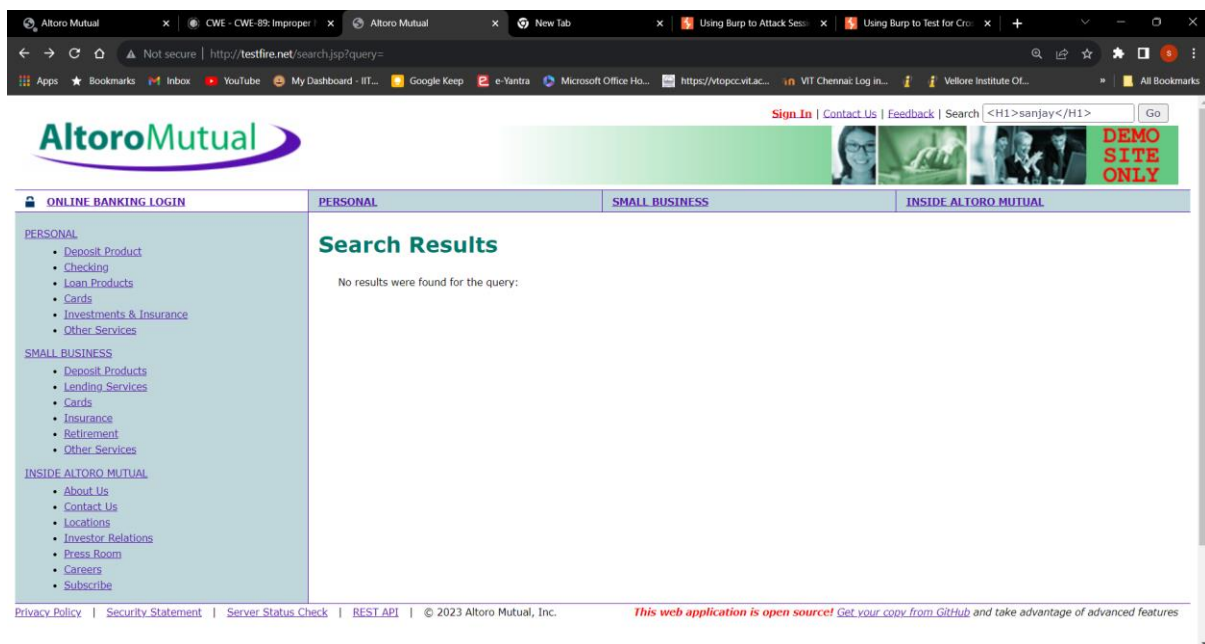 Altoro Mutual
CWE - CWE-89: Improper
Altoro Mutual
New Tab
Using Burp to Attack Sess
Using Burp to Test for Cro
Not secure | http://testfire.net/search.jsp?query=
Apps Bookmarks Inbox YouTube My Dashboard - IIT... Google Keep e-Yantra Microsoft Office Ho... https://vtopcc.vit.ac... VIT Chennai: Log in... Vellore Institute Of... » All Bookmarks
AltoroMutual
Sign In | Contact Us | Feedback | Search <H1>sanjay</H1> Go
DEMO
SITE
ONLY
ONLINE BANKING LOGIN PERSONAL SMALL BUSINESS INSIDE ALTORO MUTUAL
PERSONAL
• Deposit Product
• Checking
• Loan Products
• Cards
• Investments & Insurance
• Other Services
SMALL BUSINESS
• Deposit Products
• Lending Services
• Cards
• Insurance
• Retirement
• Other Services
INSIDE ALTORO MUTUAL
• About Us
• Contact Us
• Locations
• Investor Relations
• Press Room
• Careers
• Subscribe
Search Results
No results were found for the query:
Privacy Policy | Security Statement | Server Status Check | REST API | © 2023 Altoro Mutual, Inc. This web application is open source! Get your copy from GitHub and take advantage of advanced features